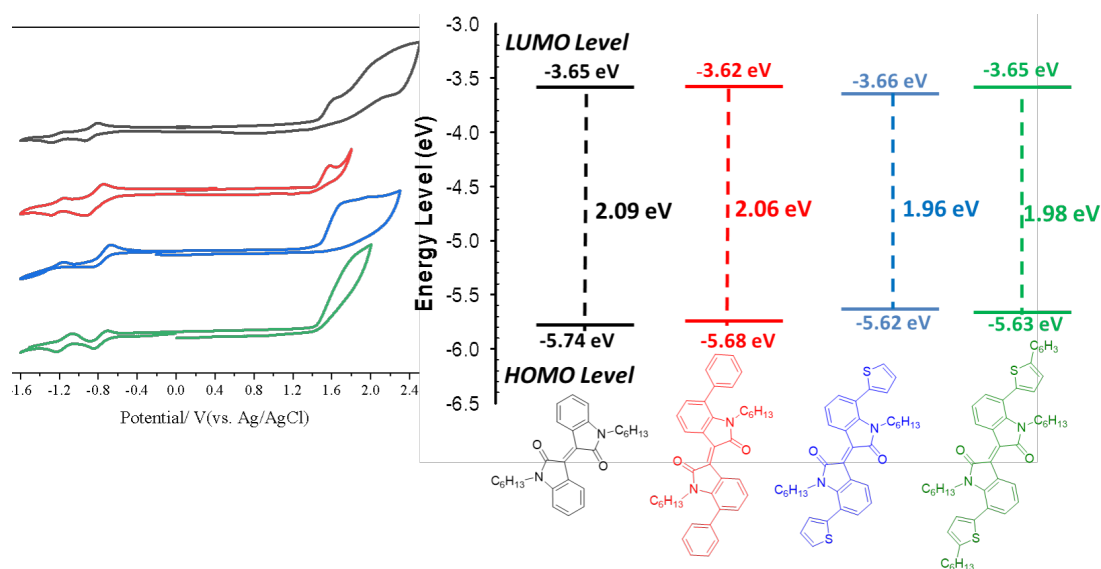 -1.6 -1.2 -0.8 -0.4 0.0 0.4 0.8 1.2 1.6 2.0 2.4
Potential/ V(vs. Ag/AgCl)
Energy Level (eV)
-3.0
-3.5
-4.0
-4.5
-5.0
-5.5
-6.0
-6.5
LUMO Level
-3.65 eV
-3.62 eV
-3.66 eV
-3.65 eV
2.09 eV
2.06 eV
1.96 eV
1.98 eV
-5.74 eV
-5.68 eV
-5.62 eV
-5.63 eV
HOMO Level
C6H13
N
O
O
N
C6H13
N
C6H13
O
O
N
C6H13
S
N
C6H13
O
O
N
C6H13
S
C6H3
S
N
C6H13
O
O
N
C6H13
S
C6H13